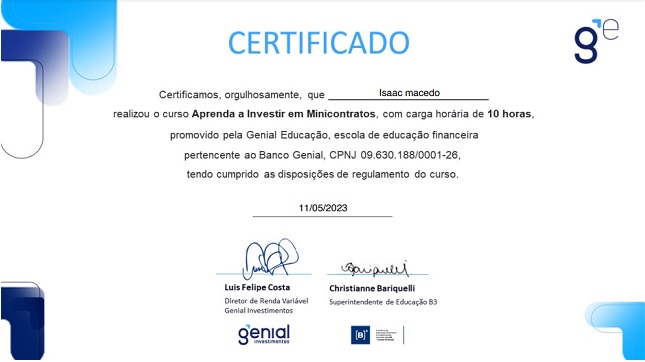 ge
CERTIFICADO
Certificamos, orgulhosamente, que Isaac macedo
realizou o curso Aprenda a Investir em Minicontratos, com carga horária de 10 horas,
promovido pela Genial Educação, escola de educação financeira
pertencente ao Banco Genial, CPNJ 09.630.188/0001-26,
tendo cumprido as disposições de regulamento do curso.
11/05/2023
Luis Felipe Costa
Diretor de Renda Variável
Genial Investimentos
Christianne Bariquelli
Superintendente de Educação B3
genial
investimentos
[B]³